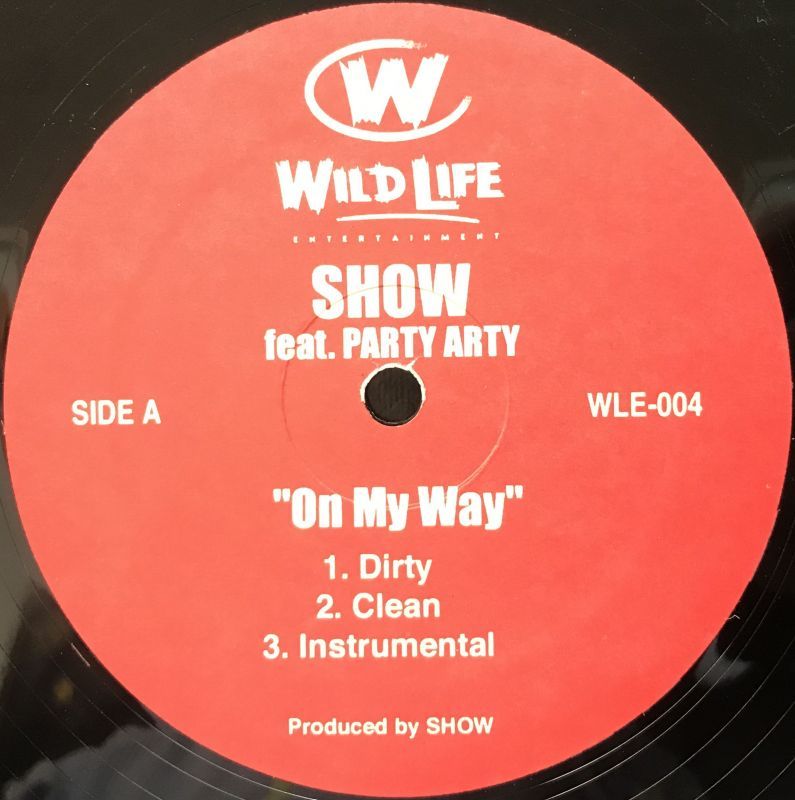 W
WILD LIFE
ENTERTAINMENT
SHOW
feat. PARTY ARTY
SIDE A
WLE-004
"On My Way"
1. Dirty
2. Clean
3. Instrumental
Produced by SHOW